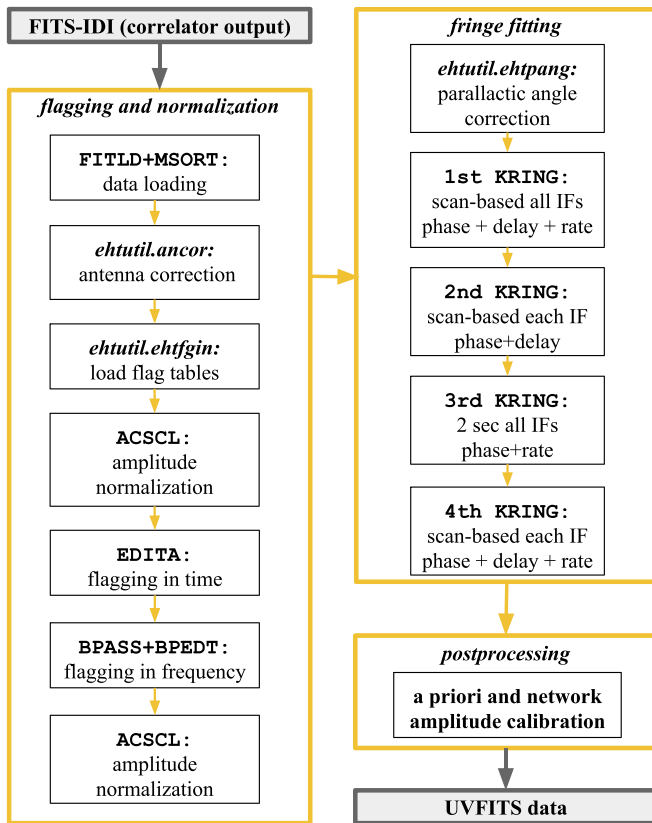 FITS-IDI (correlator output)
flagging and normalization
FITLD+MSORT:
data loading
ehtutil.ancor:
antenna correction
ehtutil.ehtfgin:
load flag tables
ACSCL:
amplitude
normalization
EDITA:
flagging in time
BPASS+BPEDT:
flagging in frequency
ACSCL:
amplitude
normalization
fringe fitting
ehtutil.ehtpang:
parallactic angle
correction
1st KRING:
scan-based all IFs
phase + delay + rate
2nd KRING:
scan-based each IF
phase+delay
3rd KRING:
2 sec all IFs
phase+rate
4th KRING:
scan-based each IF
phase + delay + rate
postprocessing
a priori and network
amplitude calibration
UVFITS data